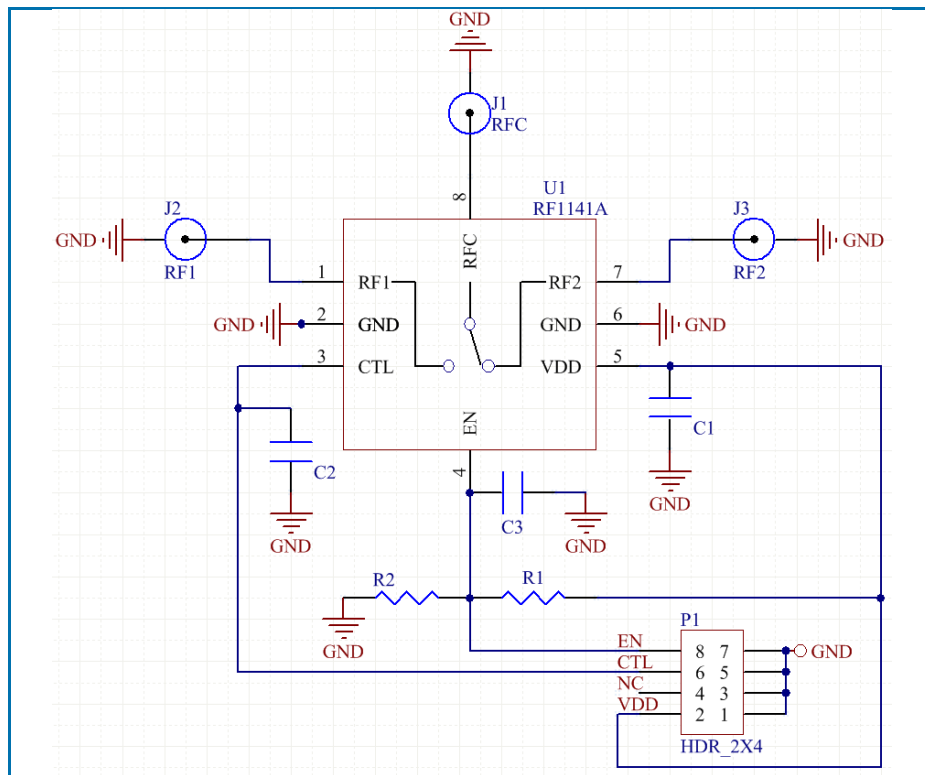 GND
J1
RFC
U1
RF1141A
8
J2
J3
GND
GND
RF1
RF2
RFC
1
RF1
RF2
7
GND
2
GND
GND
6
GND
3
CTL
VDD
5
EN
C1
4
C2
GND
C3
GND
GND
R2
R1
GND
P1
EN
8 7
GND
CTL
6 5
NC
4 3
VDD
2 1
HDR_2X4